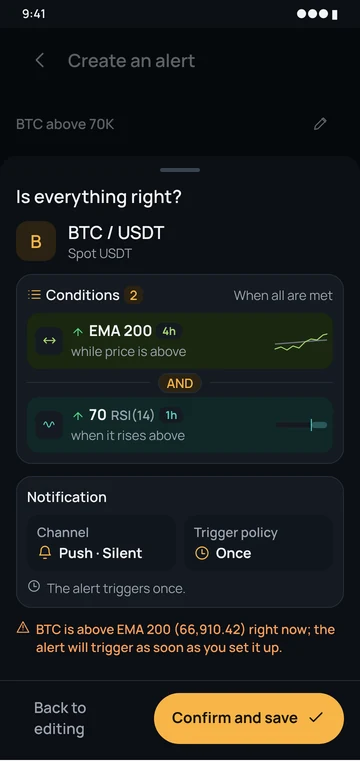 9:41
Create an alert
BTC above 70K
Is everything right?
B
BTC / USDT
Spot USDT
Conditions 2
When all are met
↑ EMA 200 4h
while price is above
AND
↑ 70 RSI(14) 1h
when it rises above
Notification
Channel
Push · Silent
Trigger policy
Once
The alert triggers once.
BTC is above EMA 200 (66,910.42) right now; the
alert will trigger as soon as you set it up.
Back to
editing
Confirm and save